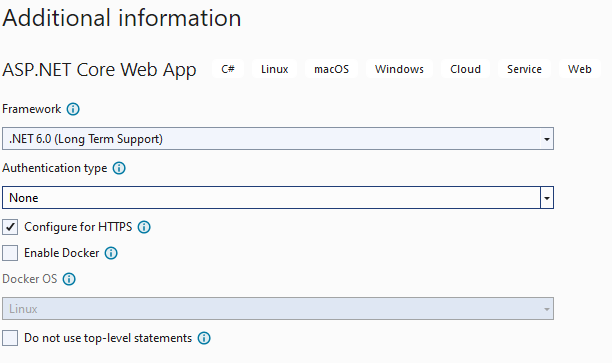 Additional information
ASP.NET Core Web App C# Linux macOS Windows Cloud Service Web
Framework
.NET 6.0 (Long Term Support)
Authentication type
None
Configure for HTTPS
Enable Docker
Docker OS
Linux
Do not use top-level statements